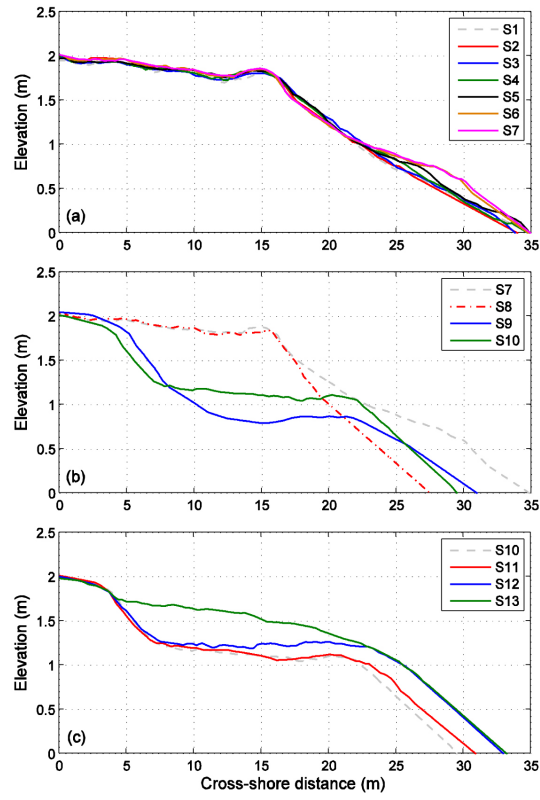 2.5
2
1.5
1
0.5
0
Elevation (m)
(a)
S1
S2
S3
S4
S5
S6
S7
0 5 10 15 20 25 30 35
2.5
2
1.5
1
0.5
0
Elevation (m)
(b)
S7
S8
S9
S10
0 5 10 15 20 25 30 35
2.5
2
1.5
1
0.5
0
Elevation (m)
(c)
S10
S11
S12
S13
0 5 10 15 20 25 30 35
Cross-shore distance (m)